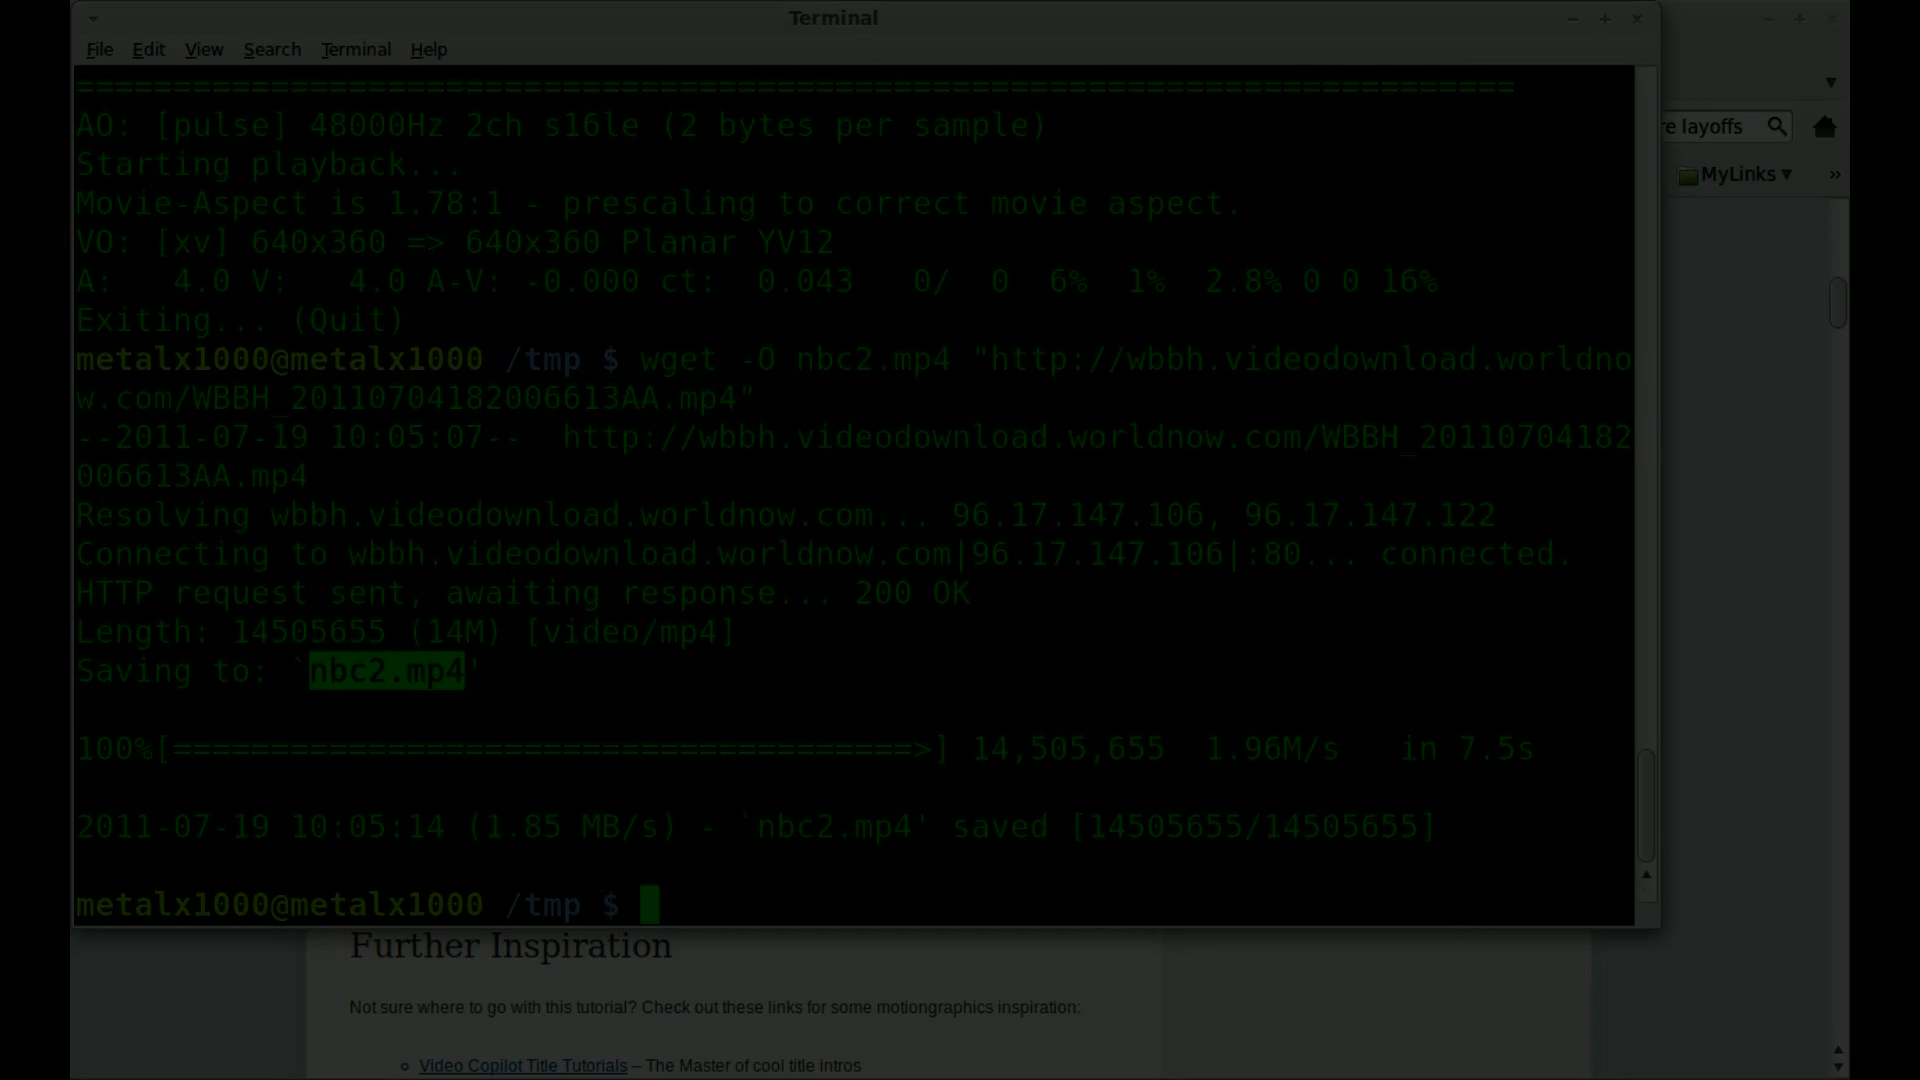 Terminal
File Edit View Search Terminal Help
==========================================================================
AO: [pulse] 48000Hz 2ch s16le (2 bytes per sample)
Starting playback...
Movie-Aspect is 1.78:1 - prescaling to correct movie aspect.
VO: [xv] 640x360 => 640x360 Planar YV12
A:   4.0 V:   4.0 A-V: -0.000 ct:  0.043   0/  0  6%  1%  2.8% 0 0 16%
Exiting... (Quit)
metalx1000@metalx1000 /tmp $ wget -O nbc2.mp4 "http://wbbh.videodownload.worldno
w.com/WBBH_20110704182006613AA.mp4"
--2011-07-19 10:05:07--  http://wbbh.videodownload.worldnow.com/WBBH_20110704182
006613AA.mp4
Resolving wbbh.videodownload.worldnow.com... 96.17.147.106, 96.17.147.122
Connecting to wbbh.videodownload.worldnow.com|96.17.147.106|:80... connected.
HTTP request sent, awaiting response... 200 OK
Length: 14505655 (14M) [video/mp4]
Saving to: `nbc2.mp4'
100%[======================================>] 14,505,655  1.96M/s   in 7.5s
2011-07-19 10:05:14 (1.85 MB/s) - `nbc2.mp4' saved [14505655/14505655]
metalx1000@metalx1000 /tmp $
re layoffs
MyLinks »
Further Inspiration
Not sure where to go with this tutorial? Check out these links for some motiongraphics inspiration:
Video Copilot Title Tutorials – The Master of cool title intros